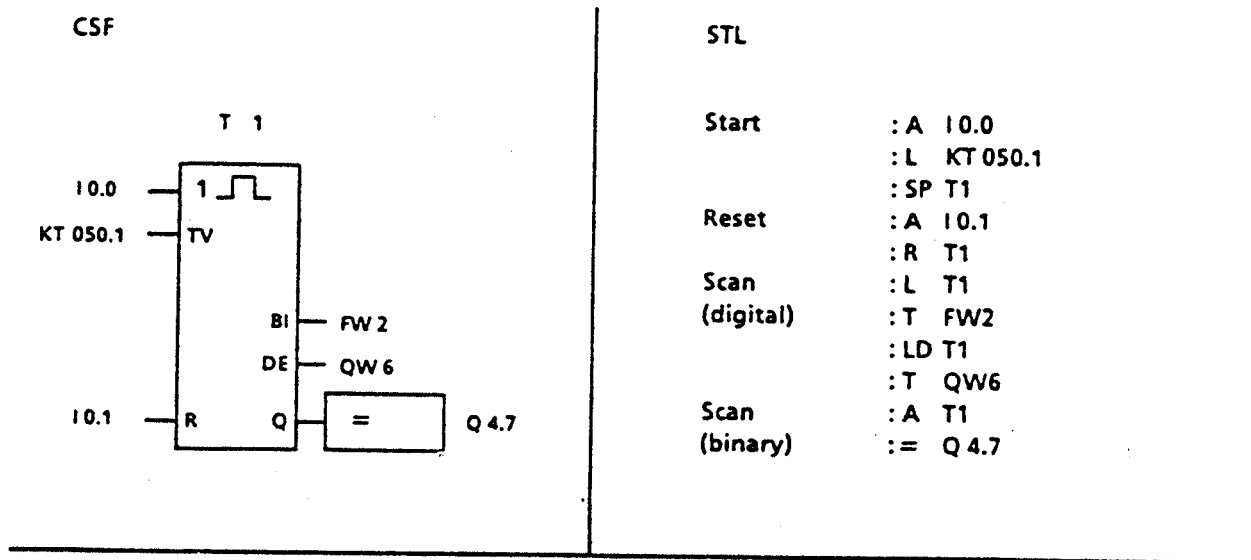 CSF
T 1
I 0.0
1
KT 050.1
TV
BI
FW 2
DE
QW 6
I 0.1
R
Q
=
Q 4.7
STL
Start :A I 0.0
:L KT 050.1
:SP T1
Reset :A I 0.1
:R T1
Scan :L T1
(digital) :T FW2
:LD T1
:T QW6
Scan :A T1
(binary) := Q 4.7